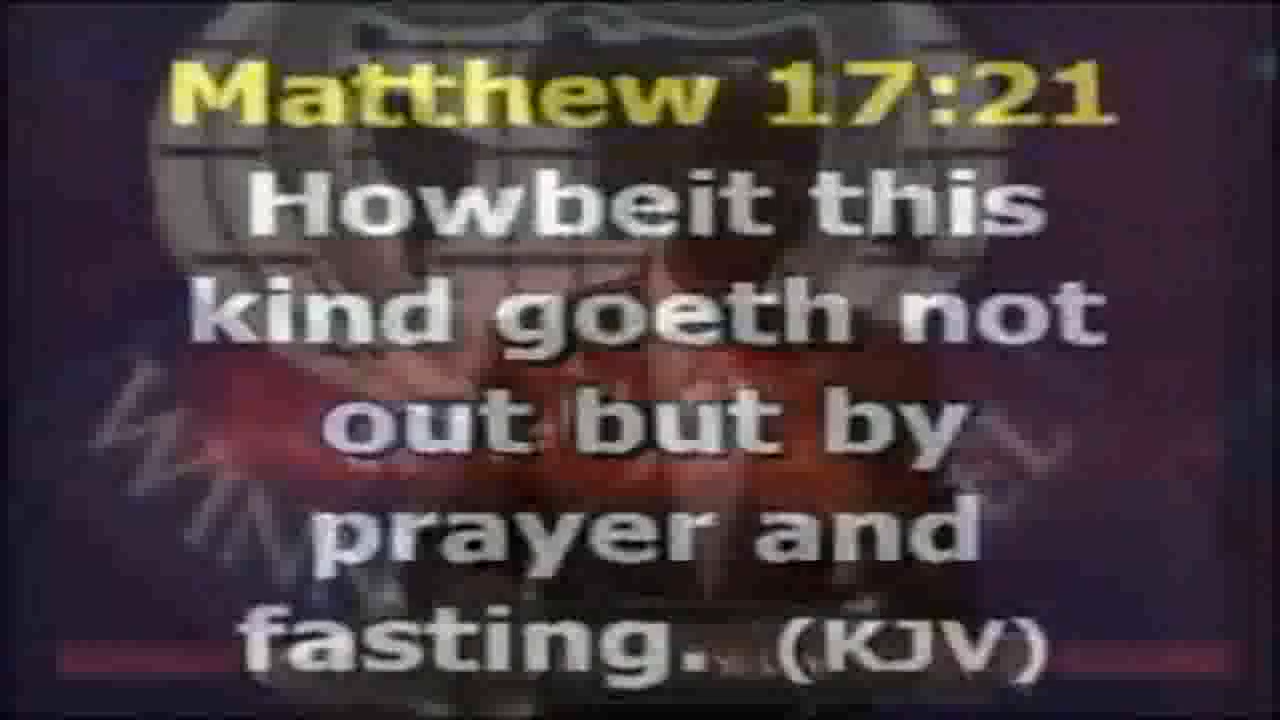 Matthew 17:21
Howbeit this
kind goeth not
out but by
prayer and
fasting. (KJV)